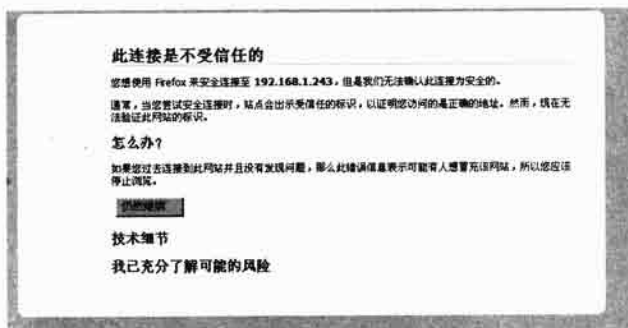 此连接是不受信任的
您想使用 Firefox 来安全连接至 192.168.1.243，但是我们无法确认此连接为安全的。
通常，当您尝试安全连接时，站点会出示受信任的标识，以证明您访问的是正确的地址。然而，现在无
法验证此网站的标识。
怎么办?
如果您过去连接到此网站并且没有发现问题，那么此错误信息表示可能有人想冒充该网站，所以您应该
停止浏览。
技术细节
我已充分了解可能的风险